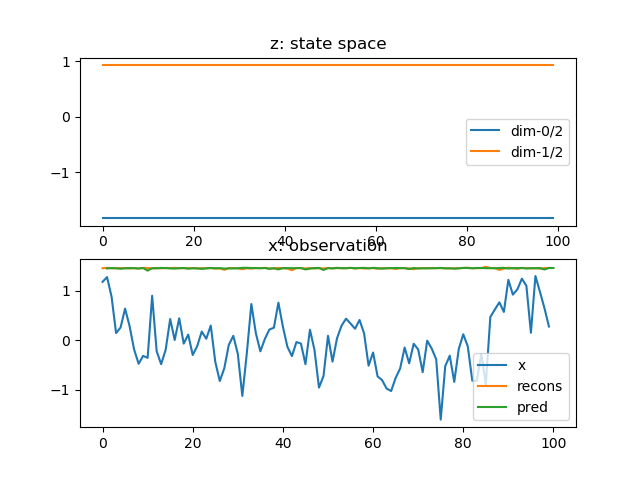 z: state space
1
0
−1
dim-0/2
dim-1/2
0 20 40 60 80 100
x: observation
1
0
−1
x
recons
pred
0 20 40 60 80 100